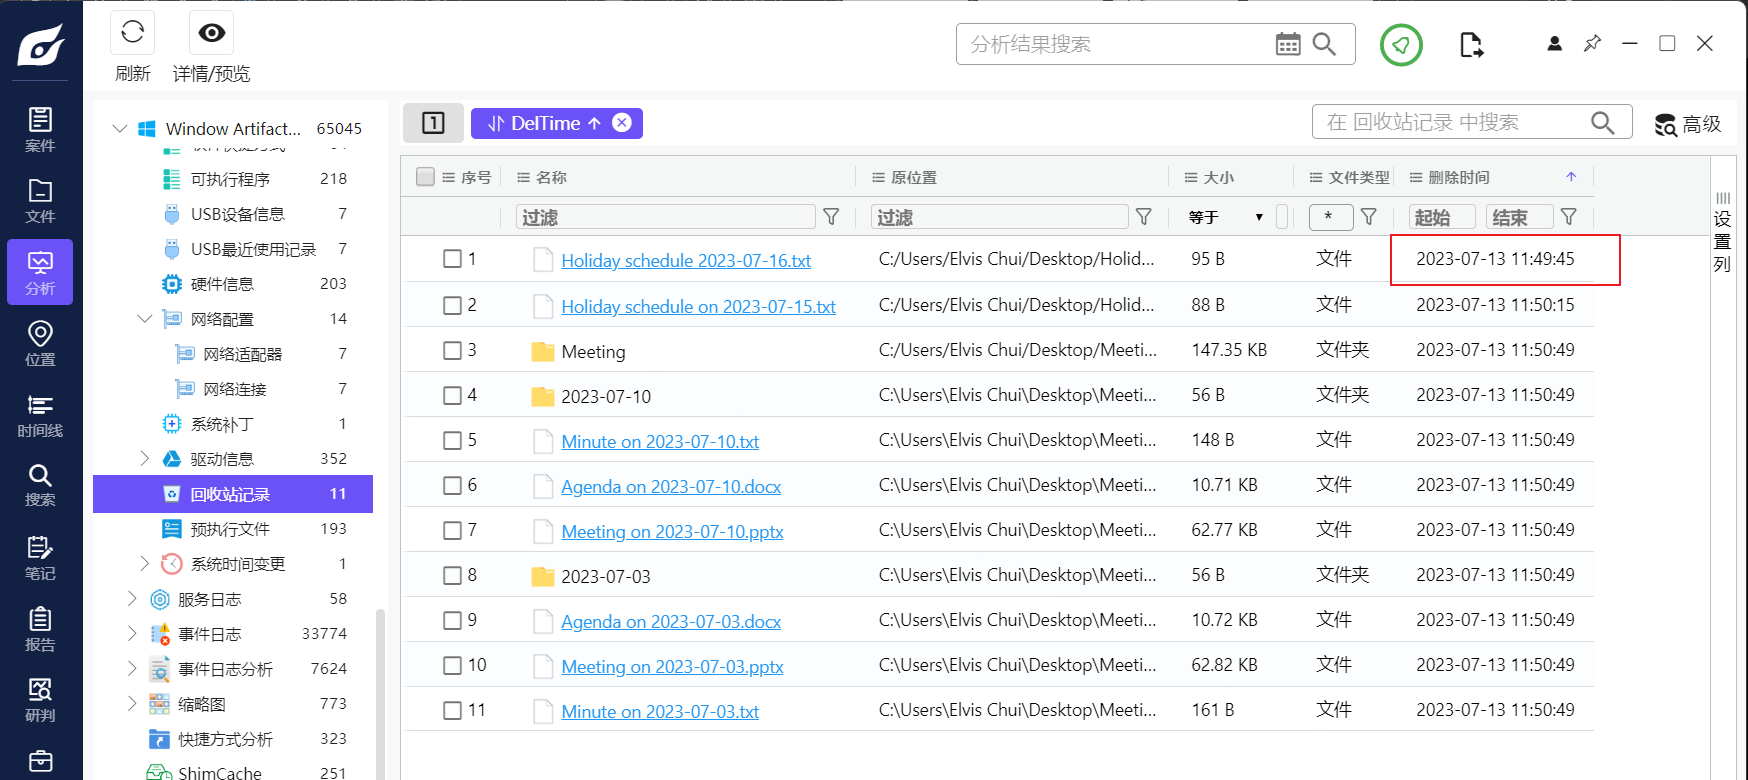 刷新
详情/预览
分析结果搜索
案件
文件
分析
位置
时间线
搜索
笔记
报告
研判
Window Artifact... 65045
可执行程序 218
USB设备信息 7
USB最近使用记录 7
硬件信息 203
网络配置 14
网络适配器 7
网络连接 7
系统补丁 1
驱动信息 352
回收站记录 11
预执行文件 193
系统时间变更 1
服务日志 58
事件日志 33774
事件日志分析 7624
缩略图 773
快捷方式分析 323
ShimCache 251
1 DelTime
在 回收站记录 中搜索
高级
序号 名称 原位置 大小 文件类型 删除时间
过滤 过滤 等于 * 起始 结束
1 Holiday schedule 2023-07-16.txt C:/Users/Elvis Chui/Desktop/Holid... 95 B 文件 2023-07-13 11:49:45
2 Holiday schedule on 2023-07-15.txt C:/Users/Elvis Chui/Desktop/Holid... 88 B 文件 2023-07-13 11:50:15
3 Meeting C:/Users/Elvis Chui/Desktop/Meeti... 147.35 KB 文件夹 2023-07-13 11:50:49
4 2023-07-10 C:\Users\Elvis Chui\Desktop\Meeti... 56 B 文件夹 2023-07-13 11:50:49
5 Minute on 2023-07-10.txt C:\Users\Elvis Chui\Desktop\Meeti... 148 B 文件 2023-07-13 11:50:49
6 Agenda on 2023-07-10.docx C:\Users\Elvis Chui\Desktop\Meeti... 10.71 KB 文件 2023-07-13 11:50:49
7 Meeting on 2023-07-10.pptx C:\Users\Elvis Chui\Desktop\Meeti... 62.77 KB 文件 2023-07-13 11:50:49
8 2023-07-03 C:\Users\Elvis Chui\Desktop\Meeti... 56 B 文件夹 2023-07-13 11:50:49
9 Agenda on 2023-07-03.docx C:\Users\Elvis Chui\Desktop\Meeti... 10.72 KB 文件 2023-07-13 11:50:49
10 Meeting on 2023-07-03.pptx C:\Users\Elvis Chui\Desktop\Meeti... 62.82 KB 文件 2023-07-13 11:50:49
11 Minute on 2023-07-03.txt C:\Users\Elvis Chui\Desktop\Meeti... 161 B 文件 2023-07-13 11:50:49
设置列